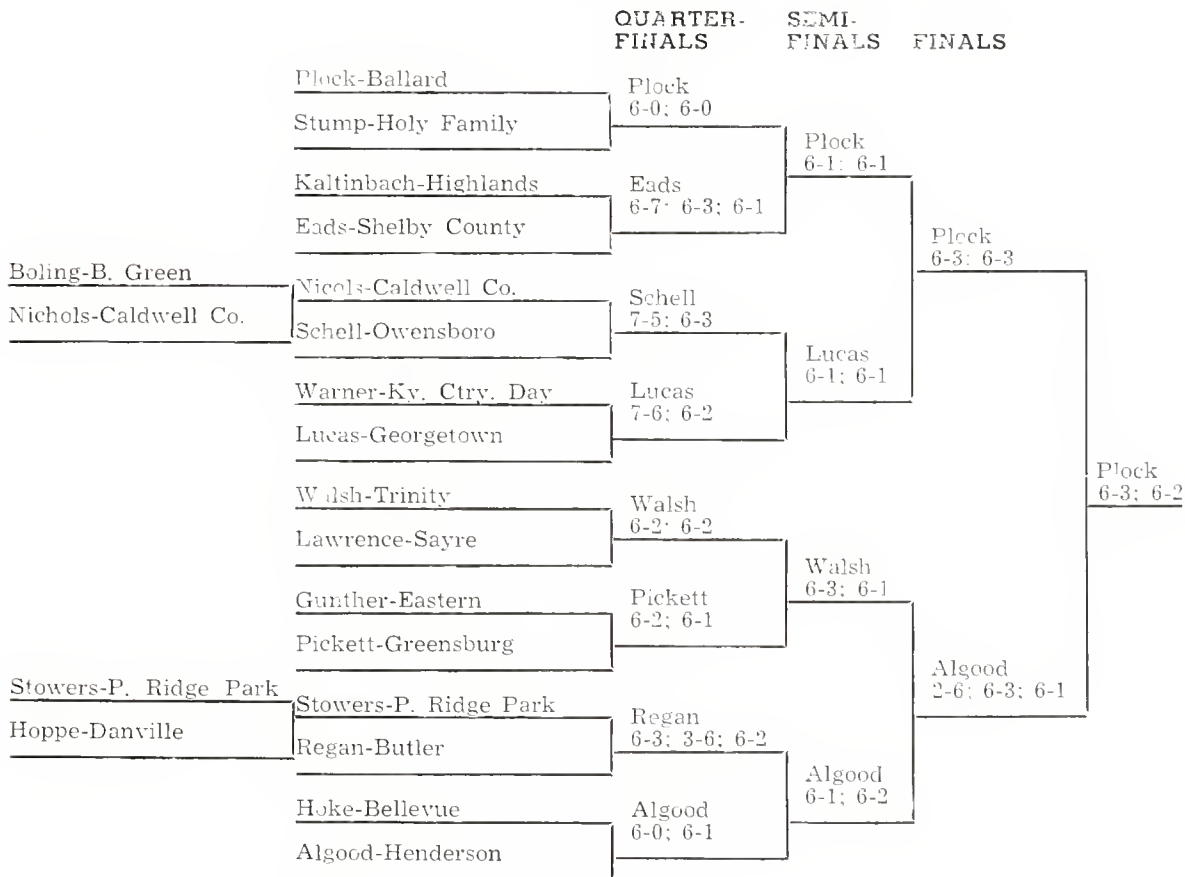 QUARTER-
FINALS
SEMI-
FINALS
FINALS
Plock-Ballard
Stump-Holy Family
Kaltinbach-Highlands
Eads-Shelby County
Boling-B. Green
Nichols-Caldwell Co.
Nicols-Caldwell Co.
Schell-Owensboro
Warner-Ky. Ctry. Day
Lucas-Georgetown
Walsh-Trinity
Lawrence-Sayre
Gunther-Eastern
Pickett-Greensburg
Stowers-P. Ridge Park
Hoppe-Danville
Stowers-P. Ridge Park
Regan-Butler
Hoke-Bellevue
Algood-Henderson
Plock
6-0; 6-0
Eads
6-7; 6-3; 6-1
Schell
7-5; 6-3
Lucas
7-6; 6-2
Walsh
6-2; 6-2
Pickett
6-2; 6-1
Regan
6-3; 3-6; 6-2
Algood
6-0; 6-1
Plock
6-1; 6-1
Lucas
6-1; 6-1
Walsh
6-3; 6-1
Algood
6-1; 6-2
Plock
6-3; 6-3
Algood
2-6; 6-3; 6-1
Plock
6-3; 6-2